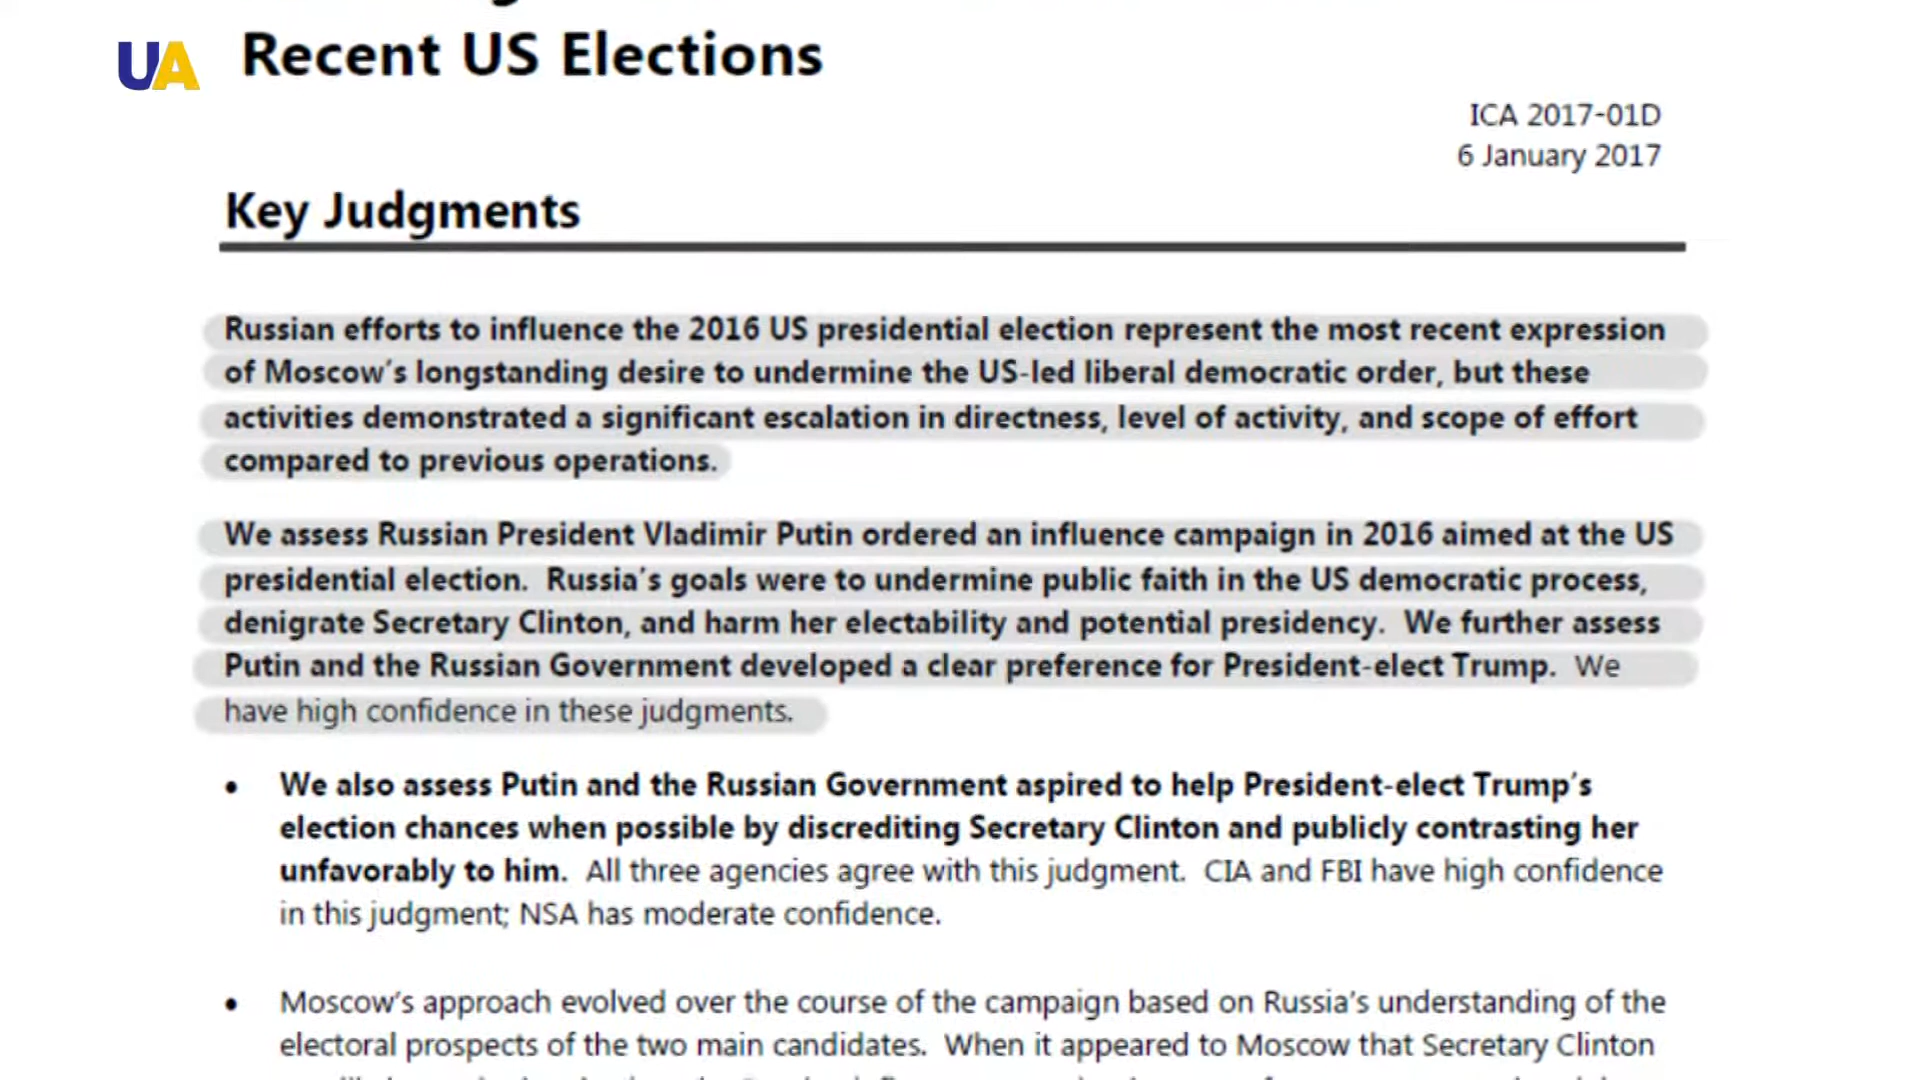 UA
Recent US Elections
ICA 2017-01D
6 January 2017
Key Judgments
Russian efforts to influence the 2016 US presidential election represent the most recent expression
of Moscow's longstanding desire to undermine the US-led liberal democratic order, but these
activities demonstrated a significant escalation in directness, level of activity, and scope of effort
compared to previous operations.
We assess Russian President Vladimir Putin ordered an influence campaign in 2016 aimed at the US
presidential election. Russia's goals were to undermine public faith in the US democratic process,
denigrate Secretary Clinton, and harm her electability and potential presidency. We further assess
Putin and the Russian Government developed a clear preference for President-elect Trump. We
have high confidence in these judgments.
• We also assess Putin and the Russian Government aspired to help President-elect Trump's
election chances when possible by discrediting Secretary Clinton and publicly contrasting her
unfavorably to him. All three agencies agree with this judgment. CIA and FBI have high confidence
in this judgment; NSA has moderate confidence.
• Moscow's approach evolved over the course of the campaign based on Russia's understanding of the
electoral prospects of the two main candidates. When it appeared to Moscow that Secretary Clinton